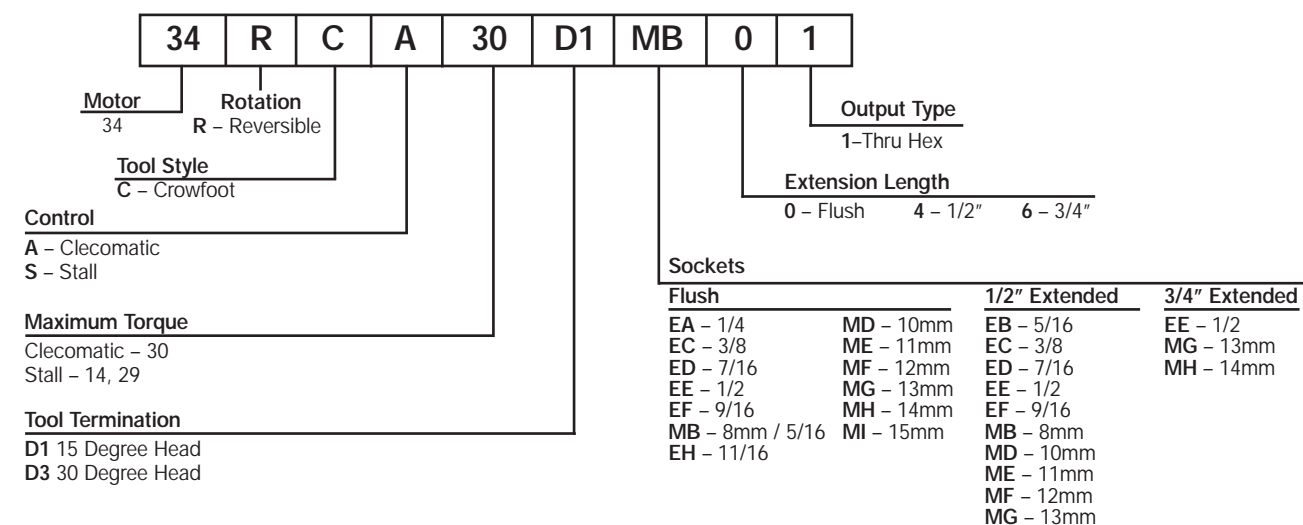 34 R C A 30 D1 MB 0 1
Motor
34
Rotation
R – Reversible
Tool Style
C – Crowfoot
Control
A – Clecomatic
S – Stall
Maximum Torque
Clecomatic – 30
Stall – 14, 29
Tool Termination
D1 15 Degree Head
D3 30 Degree Head
Output Type
1–Thru Hex
Extension Length
0 – Flush 4 – 1/2″ 6 – 3/4″
Sockets
Flush
EA – 1/4
EC – 3/8
ED – 7/16
EE – 1/2
EF – 9/16
MB – 8mm / 5/16
EH – 11/16
MD – 10mm
ME – 11mm
MF – 12mm
MG – 13mm
MH – 14mm
MI – 15mm
1/2″ Extended
EB – 5/16
EC – 3/8
ED – 7/16
EE – 1/2
EF – 9/16
MB – 8mm
MD – 10mm
ME – 11mm
MF – 12mm
MG – 13mm
3/4″ Extended
EE – 1/2
MG – 13mm
MH – 14mm